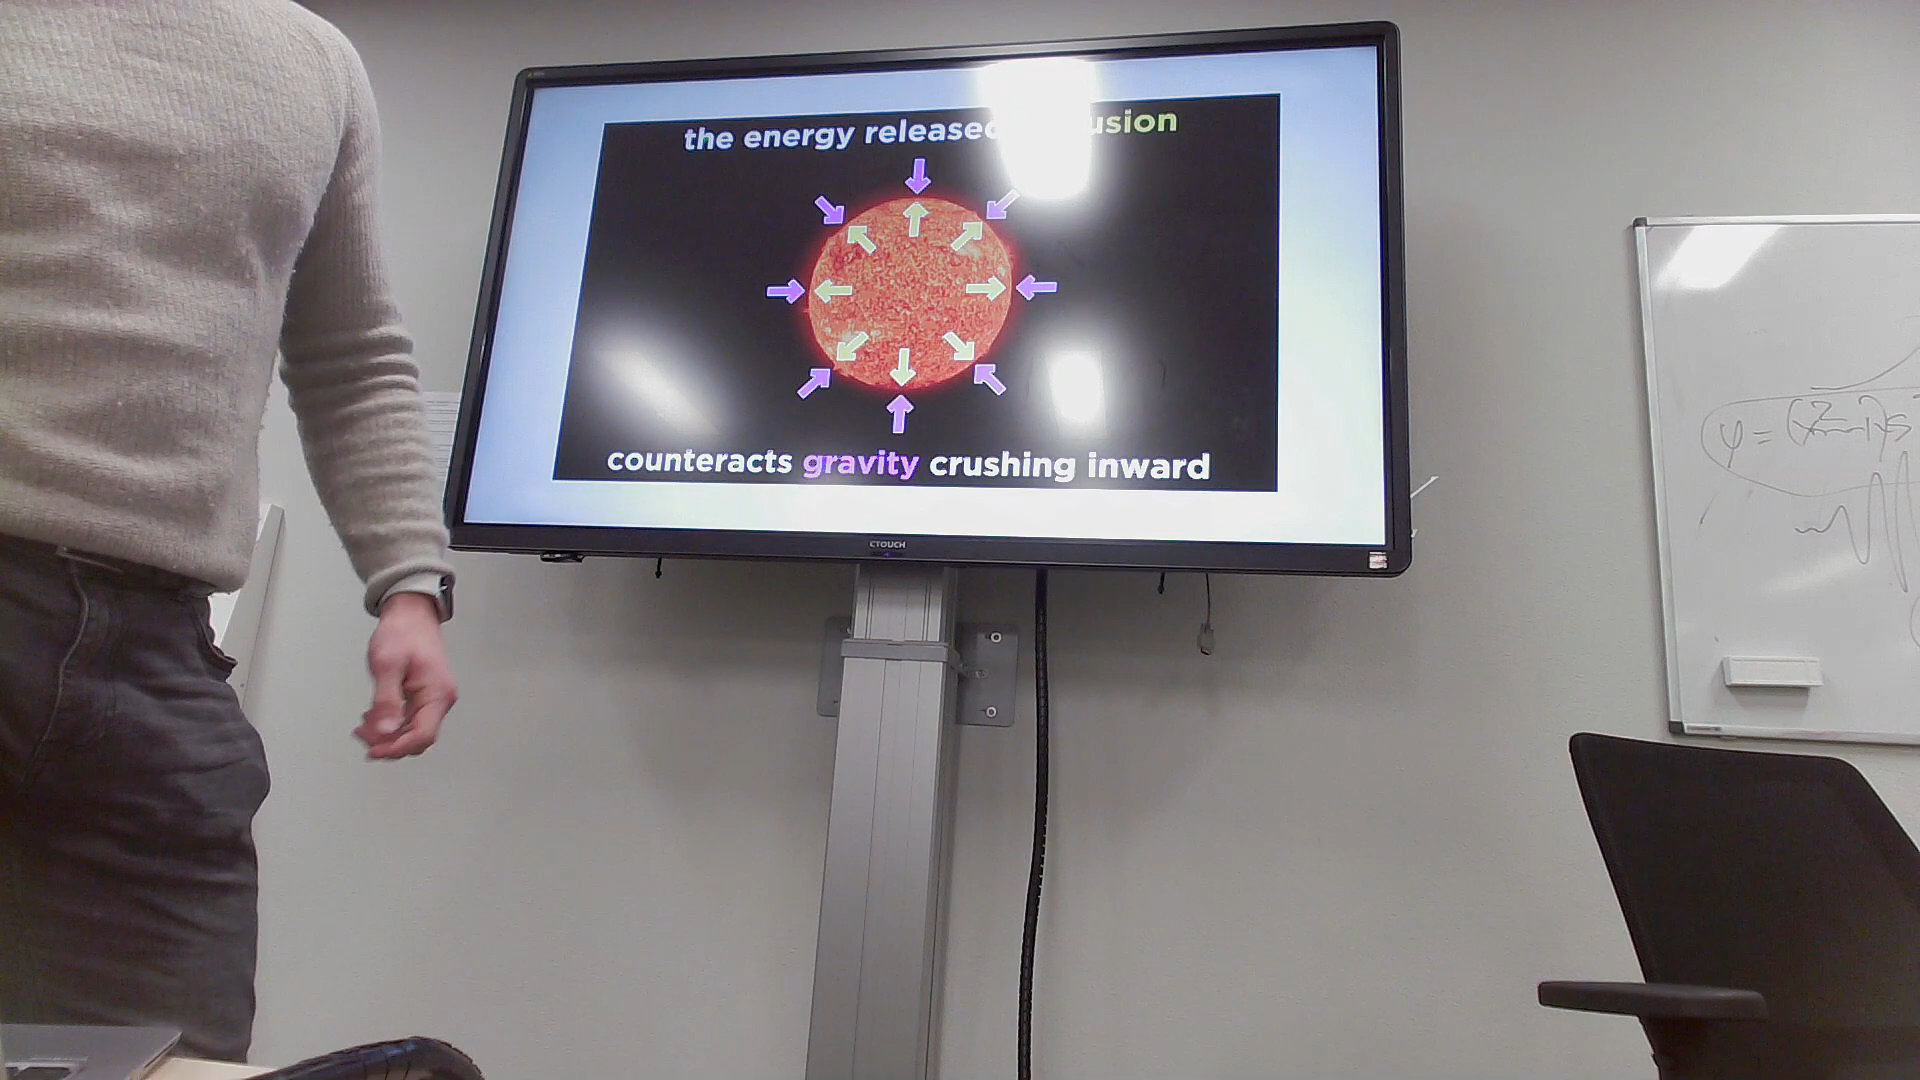 the energy released usion
counteracts gravity crushing inward
CTOUCH